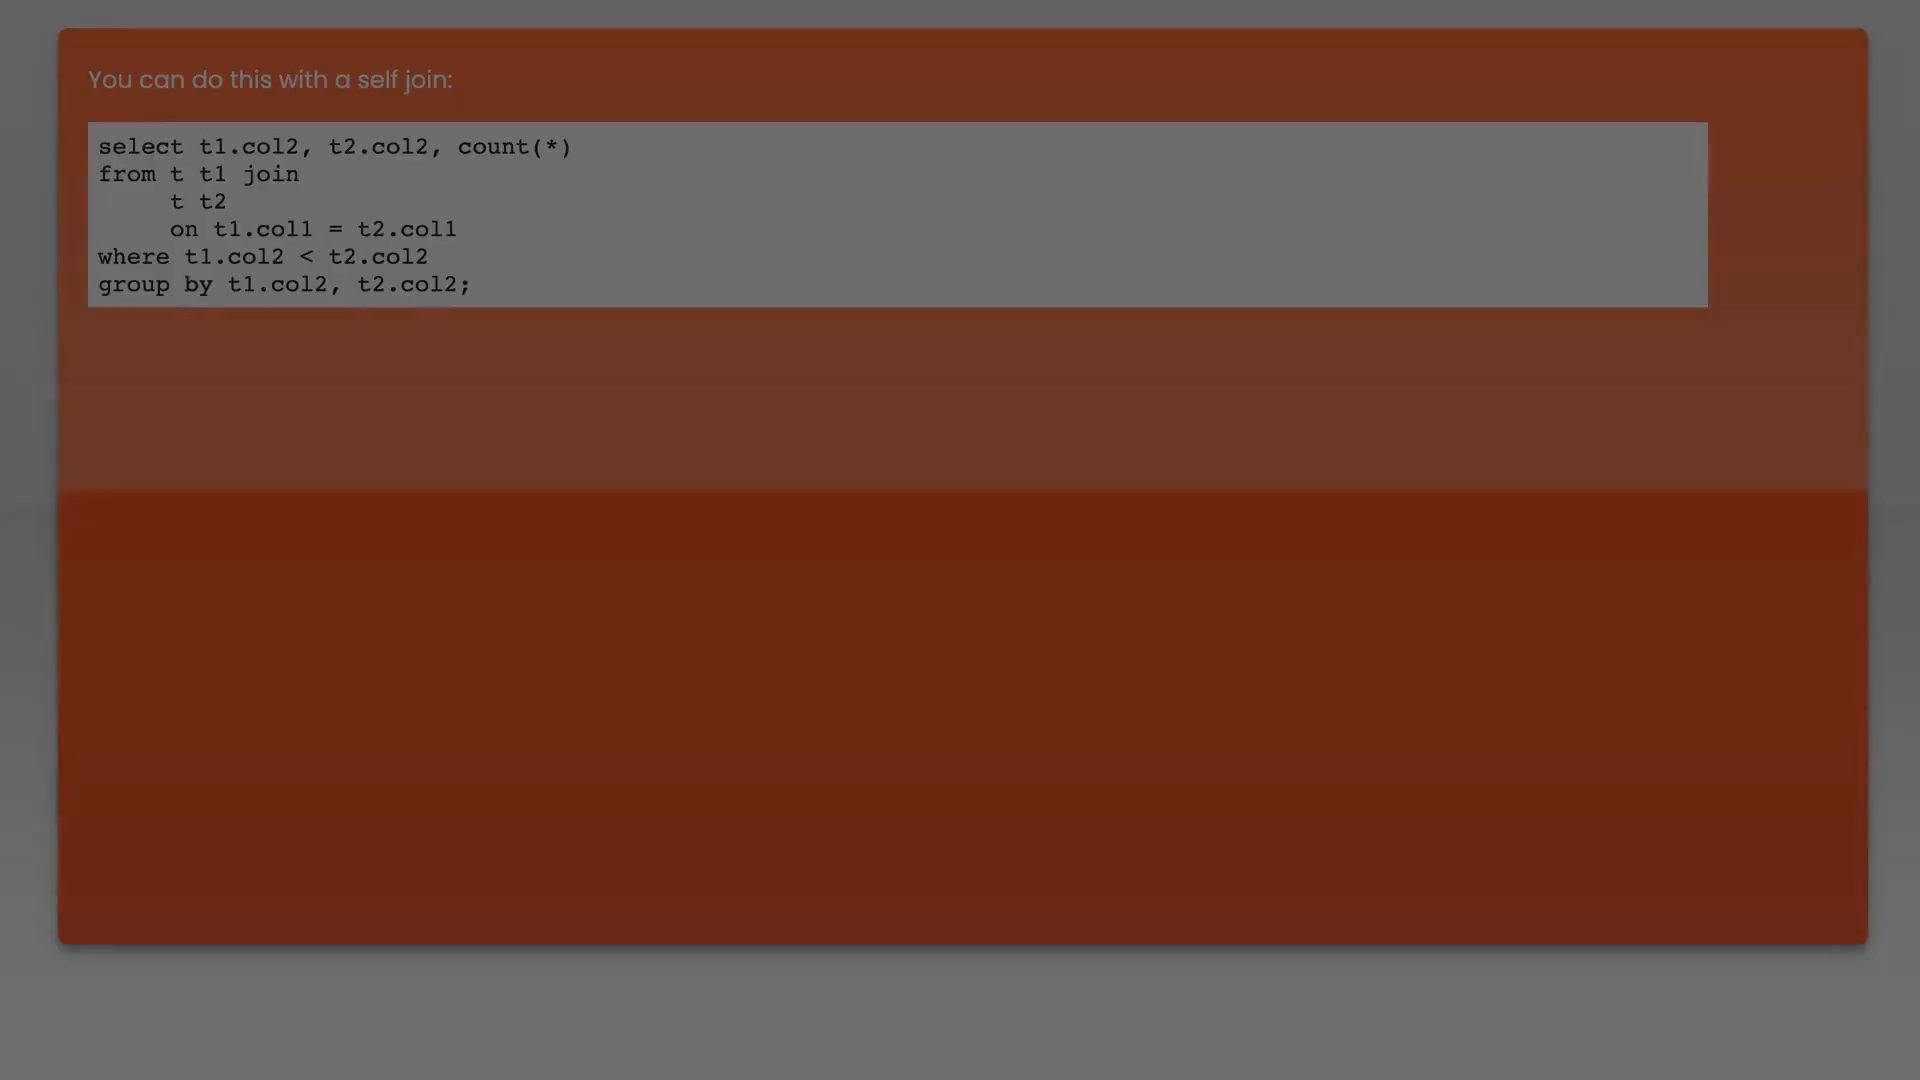 You can do this with a self join:
select t1.col2, t2.col2, count(*)
from t t1 join
     t t2
     on t1.col1 = t2.col1
where t1.col2 < t2.col2
group by t1.col2, t2.col2;